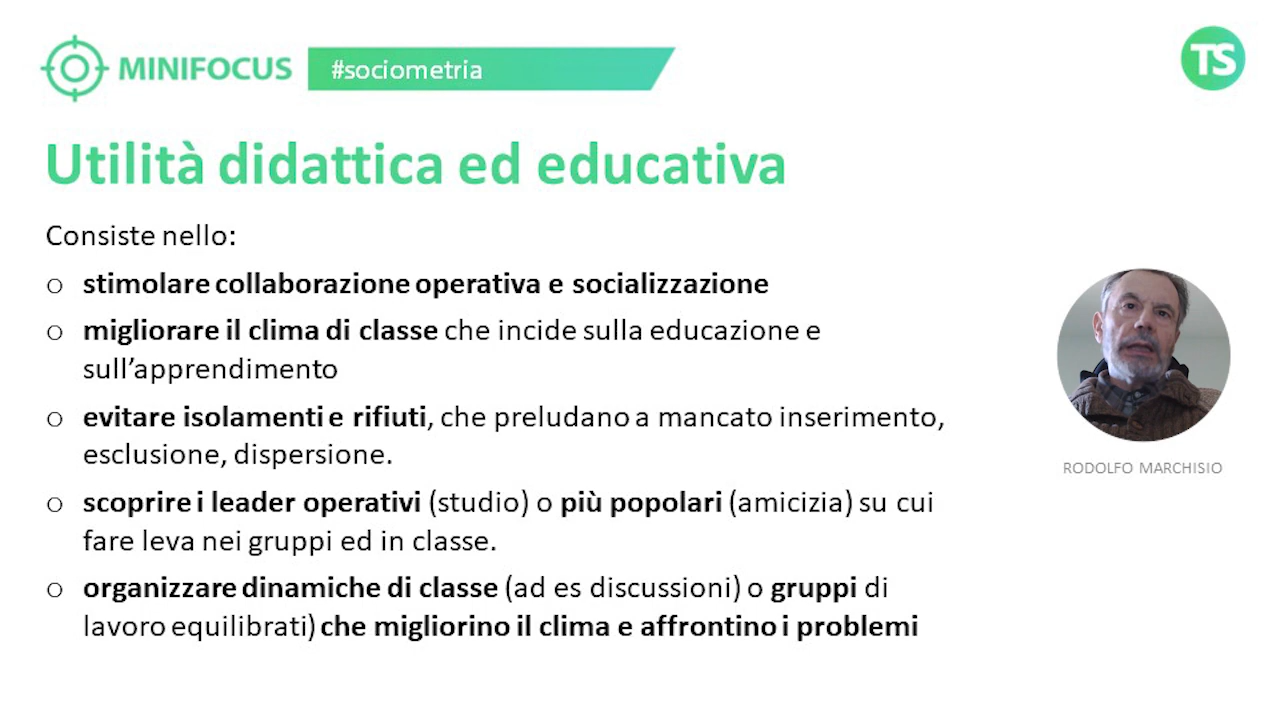 MINIFOCUS #sociometria TS
Utilità didattica ed educativa
Consiste nello:
o stimolare collaborazione operativa e socializzazione
o migliorare il clima di classe che incide sulla educazione e
sull’apprendimento
o evitare isolamenti e rifiuti, che preludano a mancato inserimento,
esclusione, dispersione.
o scoprire i leader operativi (studio) o più popolari (amicizia) su cui
fare leva nei gruppi ed in classe.
o organizzare dinamiche di classe (ad es discussioni) o gruppi di
lavoro equilibrati) che migliorino il clima e affrontino i problemi
RODOLFO MARCHISIO